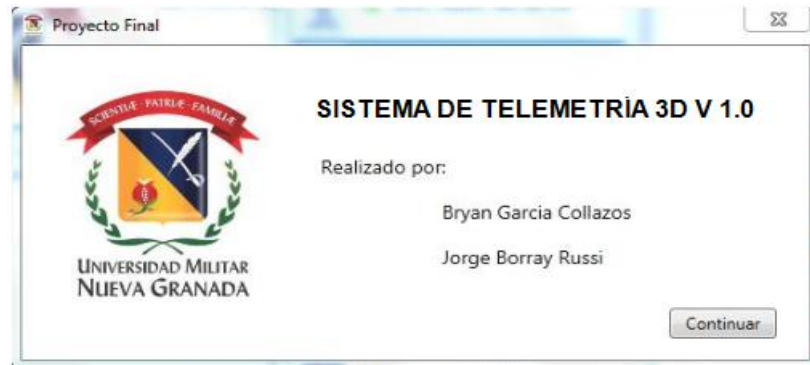 Proyecto Final
SCIENTIÆ · PATRIÆ · FAMILIÆ
SISTEMA DE TELEMETRÌA 3D V 1.0
Realizado por:
Bryan Garcia Collazos
Jorge Borray Russi
UNIVERSIDAD MILITAR
NUEVA GRANADA
Continuar